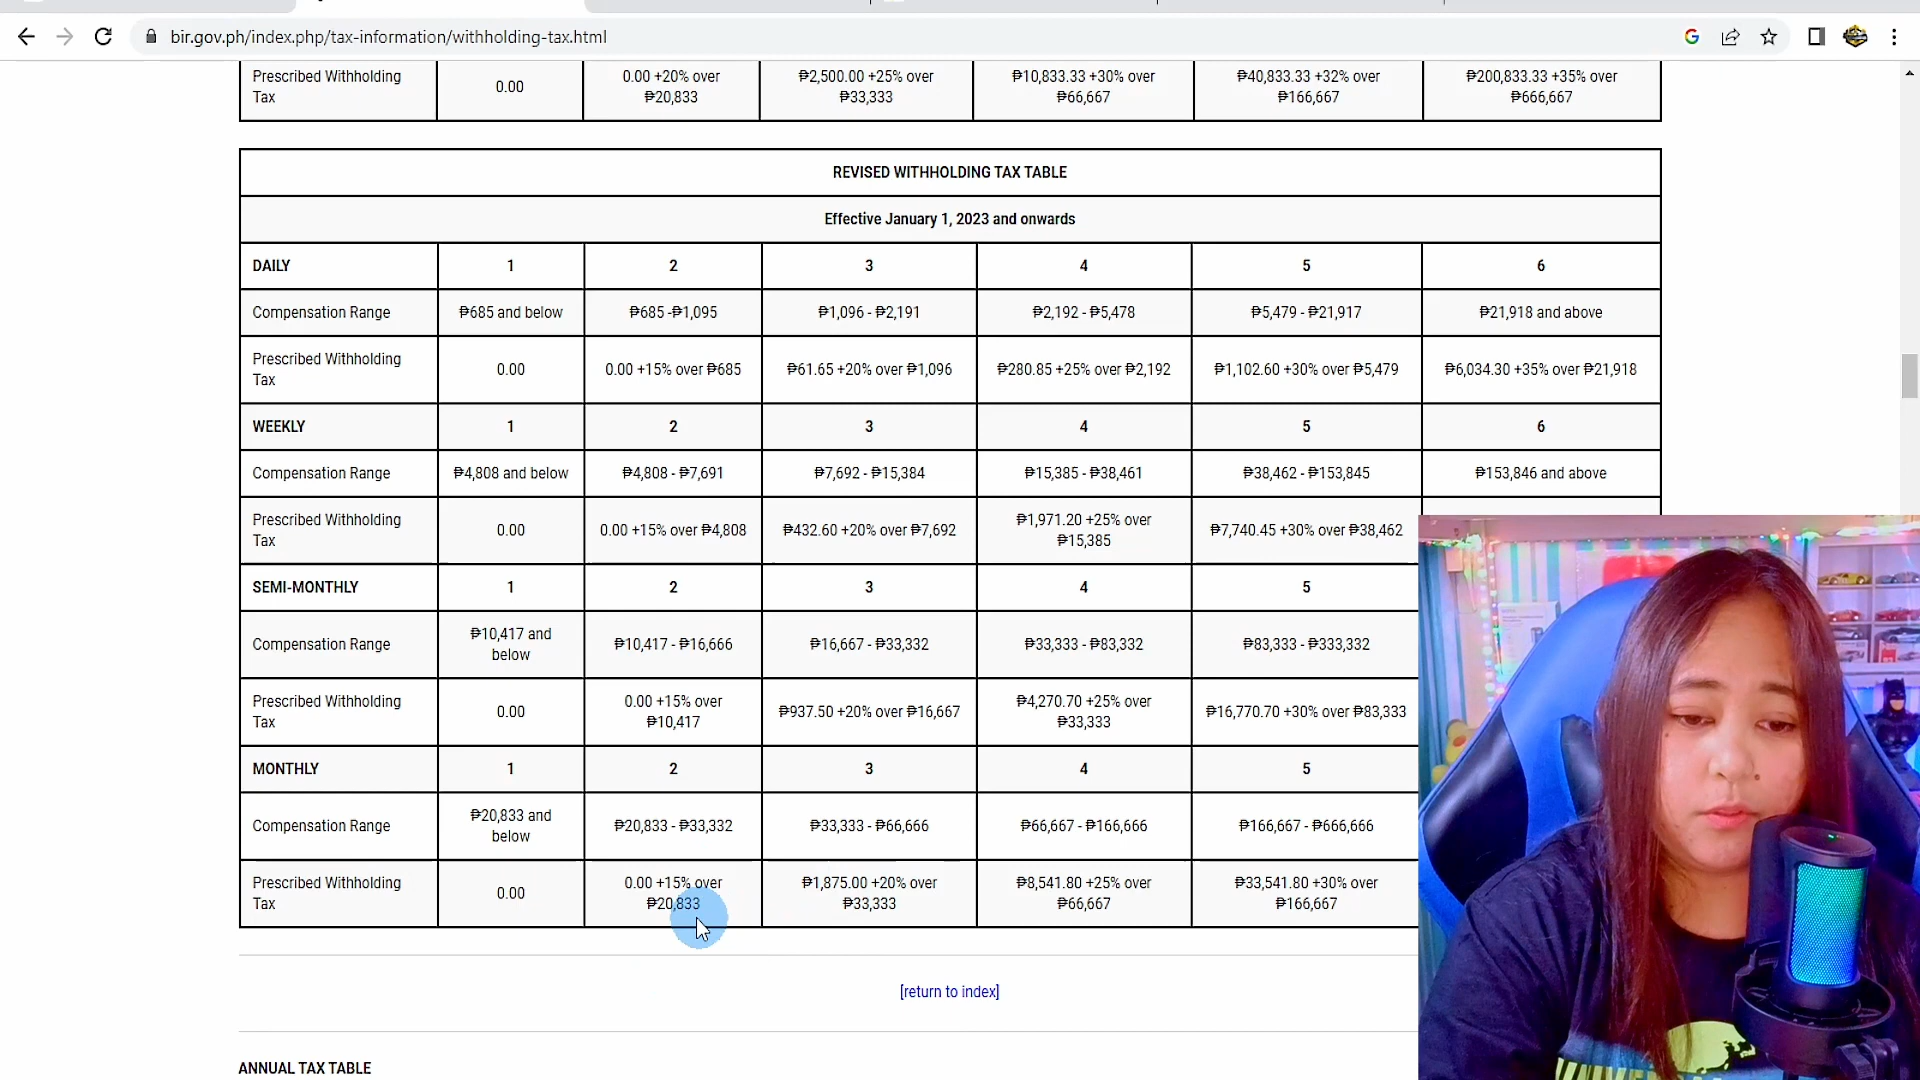 bir.gov.ph/index.php/tax-information/withholding-tax.html
Prescribed Withholding Tax 0.00 0.00 +20% over ₱20,833 ₱2,500.00 +25% over ₱33,333 ₱10,833.33 +30% over ₱66,667 ₱40,833.33 +32% over ₱166,667 ₱200,833.33 +35% over ₱666,667
REVISED WITHHOLDING TAX TABLE
Effective January 1, 2023 and onwards
DAILY 1 2 3 4 5 6
Compensation Range ₱685 and below ₱685 -₱1,095 ₱1,096 - ₱2,191 ₱2,192 - ₱5,478 ₱5,479 - ₱21,917 ₱21,918 and above
Prescribed Withholding Tax 0.00 0.00 +15% over ₱685 ₱61.65 +20% over ₱1,096 ₱280.85 +25% over ₱2,192 ₱1,102.60 +30% over ₱5,479 ₱6,034.30 +35% over ₱21,918
WEEKLY 1 2 3 4 5 6
Compensation Range ₱4,808 and below ₱4,808 - ₱7,691 ₱7,692 - ₱15,384 ₱15,385 - ₱38,461 ₱38,462 - ₱153,845 ₱153,846 and above
Prescribed Withholding Tax 0.00 0.00 +15% over ₱4,808 ₱432.60 +20% over ₱7,692 ₱1,971.20 +25% over ₱15,385 ₱7,740.45 +30% over ₱38,462
SEMI-MONTHLY 1 2 3 4 5
Compensation Range ₱10,417 and below ₱10,417 - ₱16,666 ₱16,667 - ₱33,332 ₱33,333 - ₱83,332 ₱83,333 - ₱333,332
Prescribed Withholding Tax 0.00 0.00 +15% over ₱10,417 ₱937.50 +20% over ₱16,667 ₱4,270.70 +25% over ₱33,333 ₱16,770.70 +30% over ₱83,333
MONTHLY 1 2 3 4 5
Compensation Range ₱20,833 and below ₱20,833 - ₱33,332 ₱33,333 - ₱66,666 ₱66,667 - ₱166,666 ₱166,667 - ₱666,666
Prescribed Withholding Tax 0.00 0.00 +15% over ₱20,833 ₱1,875.00 +20% over ₱33,333 ₱8,541.80 +25% over ₱66,667 ₱33,541.80 +30% over ₱166,667
[return to index]
ANNUAL TAX TABLE